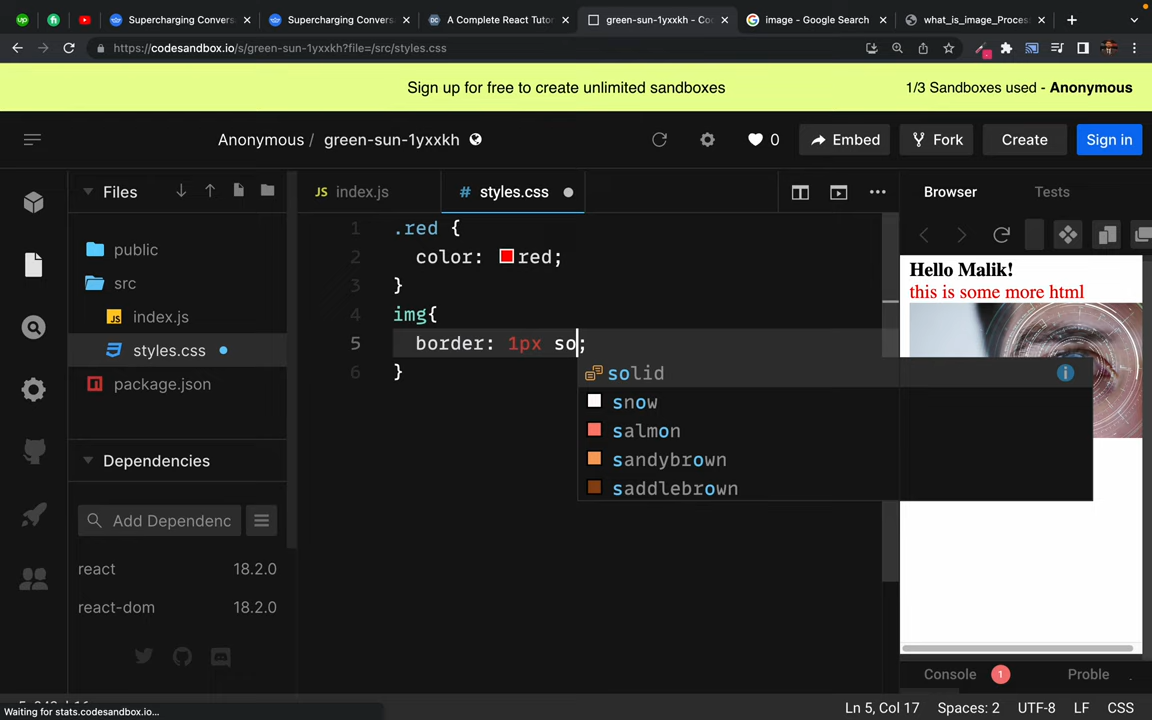 up
fi
Supercharging Convers
Supercharging Convers
A Complete React Tutor
green-sun-1yxxkh - Co
image - Google Search
what_is_image_Proces
https://codesandbox.io/s/green-sun-1yxxkh?file=/src/styles.css
Sign up for free to create unlimited sandboxes
1/3 Sandboxes used - Anonymous
Anonymous / green-sun-1yxxkh
0
Embed
Fork
Create
Sign in
Files
JS index.js
# styles.css
Browser
Tests
public
src
JS index.js
styles.css
package.json
1 .red {
2 color: red;
3 }
4 img{
5 border: 1px so;
6 }
solid
snow
salmon
sandybrown
saddlebrown
Hello Malik!
this is some more html
Dependencies
Add Dependenc
react 18.2.0
react-dom 18.2.0
Console 1
Proble
Waiting for stats.codesandbox.io...
Ln 5, Col 17
Spaces: 2
UTF-8
LF
CSS